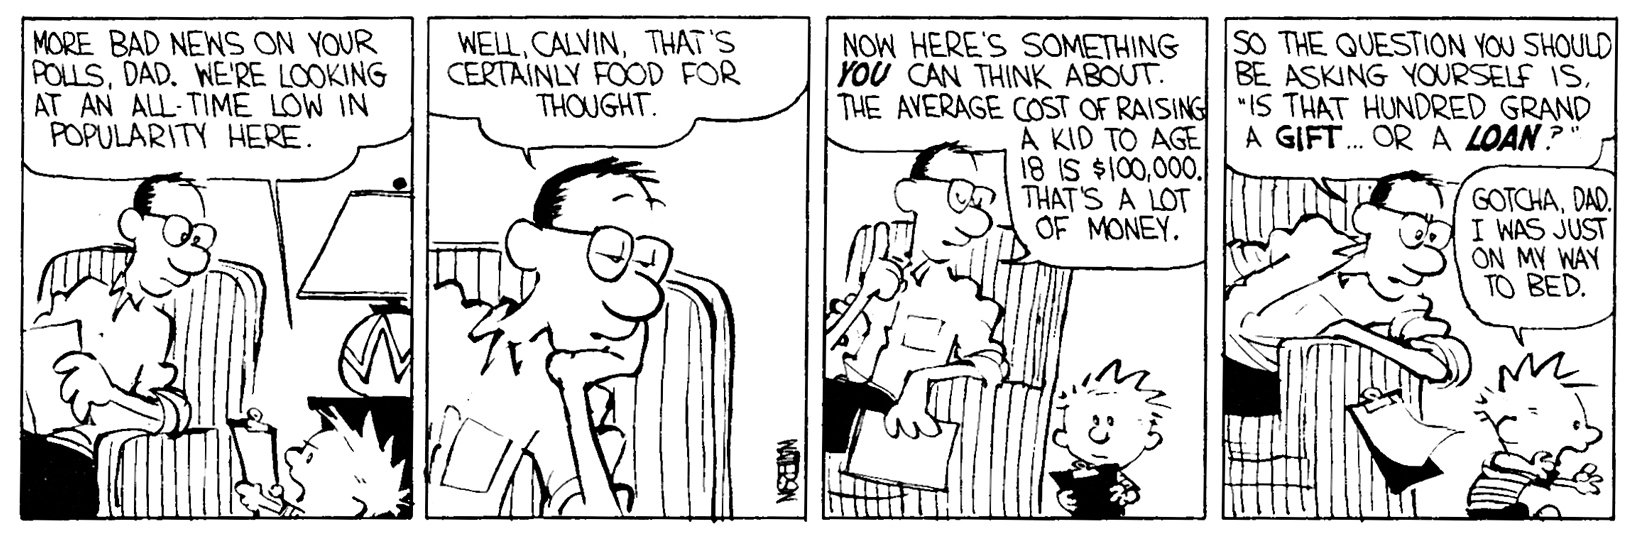 MORE BAD NEWS ON YOUR
POLLS, DAD. WE'RE LOOKING
AT AN ALL-TIME LOW IN
POPULARITY HERE.
WELL, CALVIN, THAT'S
CERTAINLY FOOD FOR
THOUGHT.
WATTERSON
NOW HERE'S SOMETHING
YOU CAN THINK ABOUT.
THE AVERAGE COST OF RAISING
A KID TO AGE
18 IS $100,000.
THAT'S A LOT
OF MONEY.
SO THE QUESTION YOU SHOULD
BE ASKING YOURSELF IS,
"IS THAT HUNDRED GRAND
A GIFT... OR A LOAN?"
GOTCHA, DAD.
I WAS JUST
ON MY WAY
TO BED.